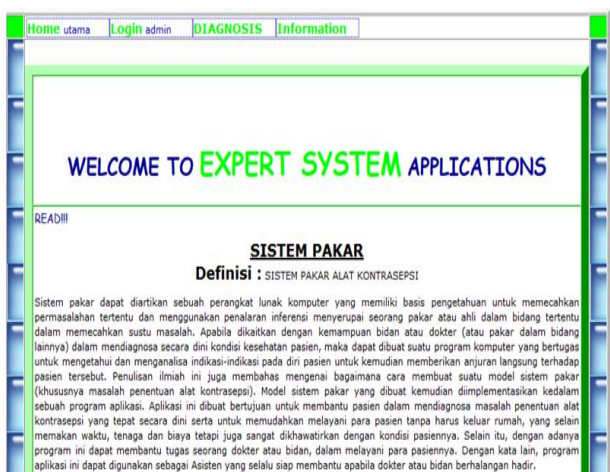 Home utama Login admin DIAGNOSIS Information
WELCOME TO EXPERT SYSTEM APPLICATIONS
READ!!!
SISTEM PAKAR
Definisi : SISTEM PAKAR ALAT KONTRASEPSI
Sistem pakar dapat diartikan sebuah perangkat lunak komputer yang memiliki basis pengetahuan untuk memecahkan
permasalahan tertentu dan menggunakan penalaran inferensi menyerupai seorang pakar atau ahli dalam bidang tertentu
dalam memecahkan sustu masalah. Apabila dikaitkan dengan kemampuan bidan atau dokter (atau pakar dalam bidang
lainnya) dalam mendiagnosa secara dini kondisi kesehatan pasien, maka dapat dibuat suatu program komputer yang bertugas
untuk mengetahui dan menganalisa indikasi-indikasi pada diri pasien untuk kemudian memberikan anjuran langsung terhadap
pasien tersebut. Penulisan ilmiah ini juga membahas mengenai bagaimana cara membuat suatu model sistem pakar
(khususnya masalah penentuan alat kontrasepsi). Model sistem pakar yang dibuat kemudian diimplementasikan kedalam
sebuah program aplikasi. Aplikasi ini dibuat bertujuan untuk membantu pasien dalam mendiagnosa masalah penentuan alat
kontrasepsi yang tepat secara dini serta untuk memudahkan melayani para pasien tanpa harus keluar rumah, yang selain
memakan waktu, tenaga dan biaya tetapi juga sangat dikhawatirkan dengan kondisi pasiennya. Selain itu, dengan adanya
program ini dapat membantu tugas seorang dokter atau bidan, dalam melayani para pasiennya. Dengan kata lain, program
aplikasi ini dapat digunakan sebagai Asisten yang selalu siap membantu apabila dokter atau bidan berhalangan hadir.